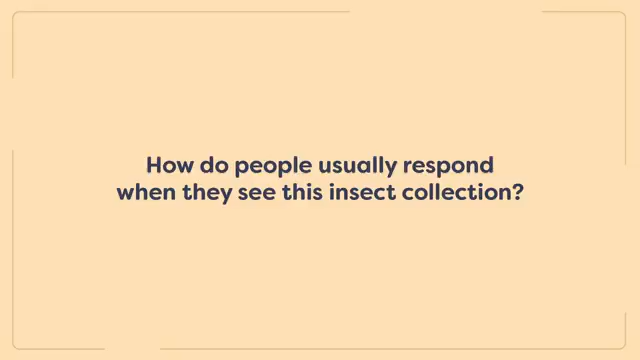 How do people usually respond
when they see this insect collection?